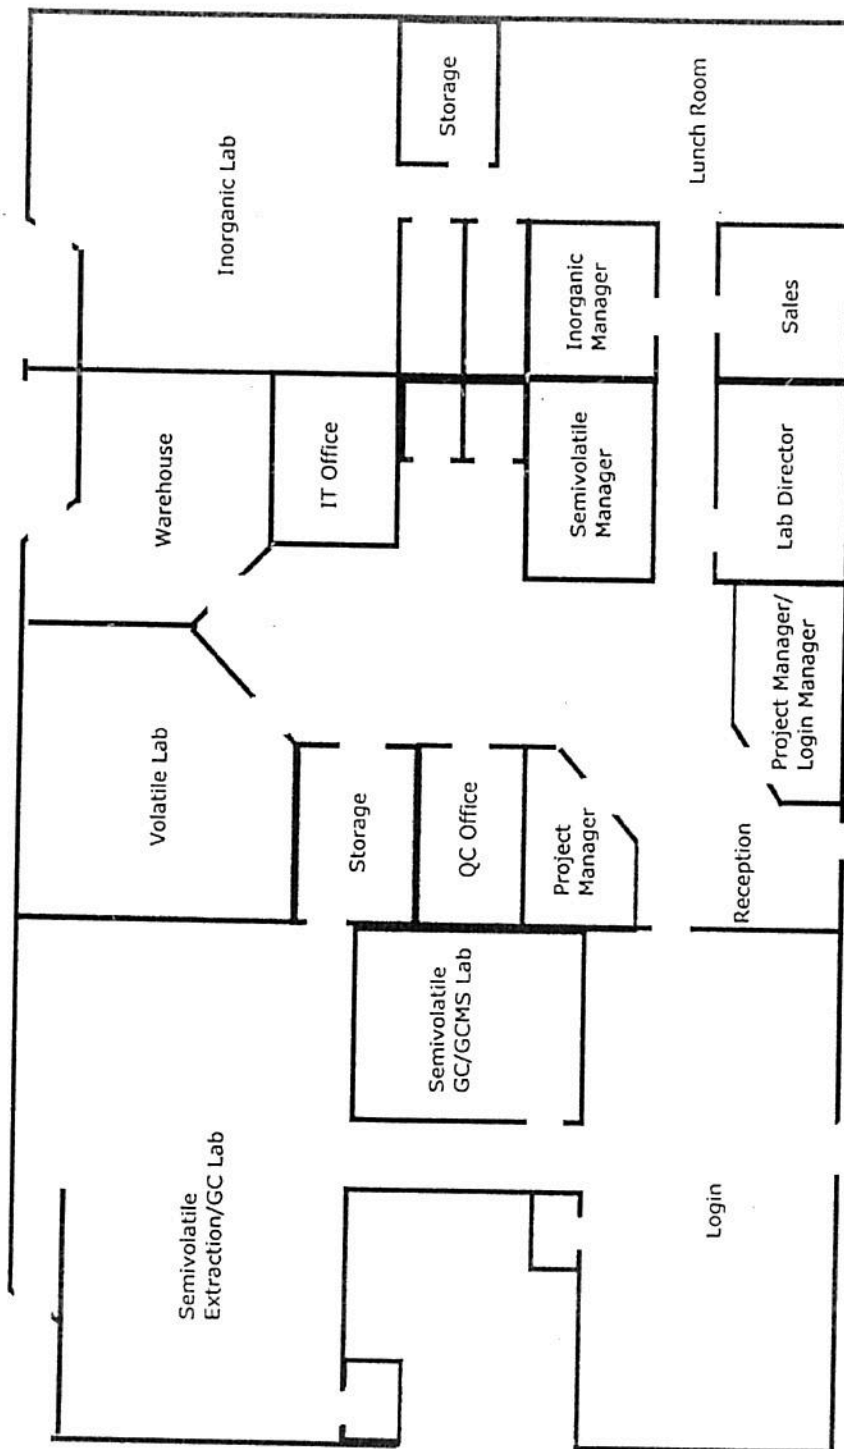 Semivolatile
Extraction/GC Lab
Volatile Lab
Warehouse
Inorganic Lab
Storage
IT Office
Storage
Semivolatile
GC/GCMS Lab
QC Office
Project
Manager
Semivolatile
Manager
Inorganic
Manager
Login
Reception
Project Manager/
Login Manager
Lab Director
Sales
Lunch Room